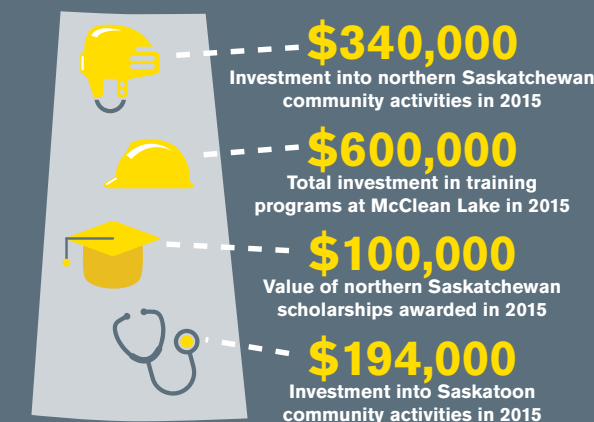 $340,000
Investment into northern Saskatchewan
community activities in 2015
$600,000
Total investment in training
programs at McClean Lake in 2015
$100,000
Value of northern Saskatchewan
scholarships awarded in 2015
$194,000
Investment into Saskatoon
community activities in 2015